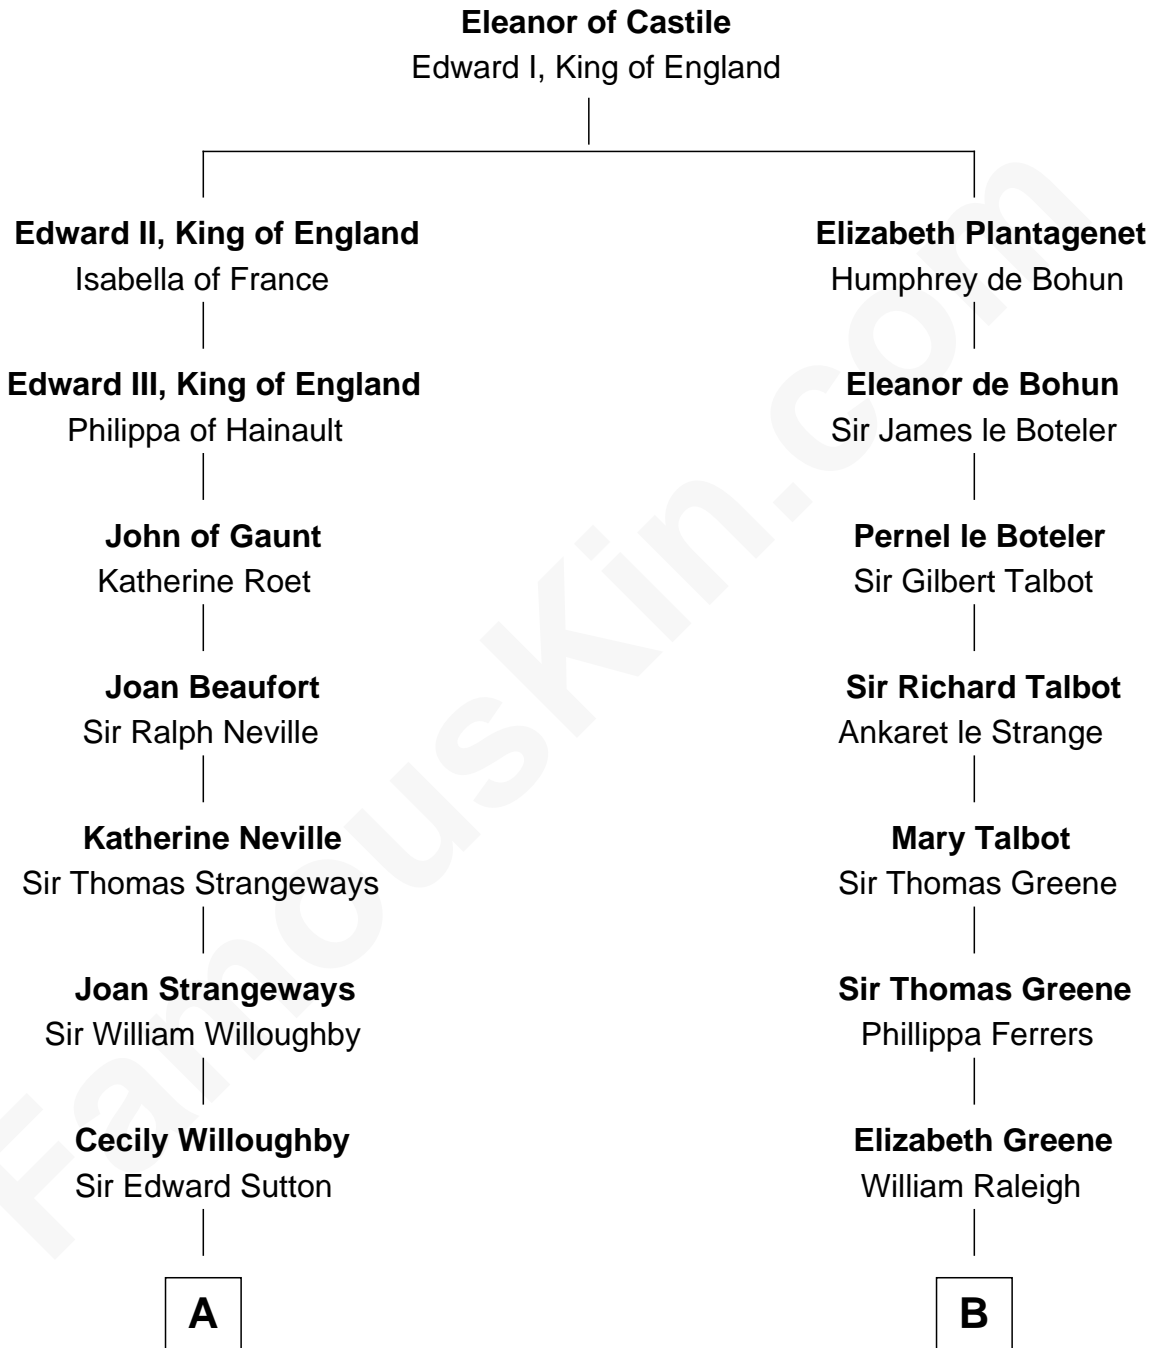 Eleanor of Castile
Edward I, King of England
Edward II, King of England
Isabella of France
Elizabeth Plantagenet
Humphrey de Bohun
Edward III, King of England
Philippa of Hainault
Eleanor de Bohun
Sir James le Boteler
John of Gaunt
Katherine Roet
Pernel le Boteler
Sir Gilbert Talbot
Joan Beaufort
Sir Ralph Neville
Sir Richard Talbot
Ankaret le Strange
Katherine Neville
Sir Thomas Strangeways
Mary Talbot
Sir Thomas Greene
Joan Strangeways
Sir William Willoughby
Sir Thomas Greene
Phillippa Ferrers
Cecily Willoughby
Sir Edward Sutton
Elizabeth Greene
William Raleigh
A
B
FamousKin.com